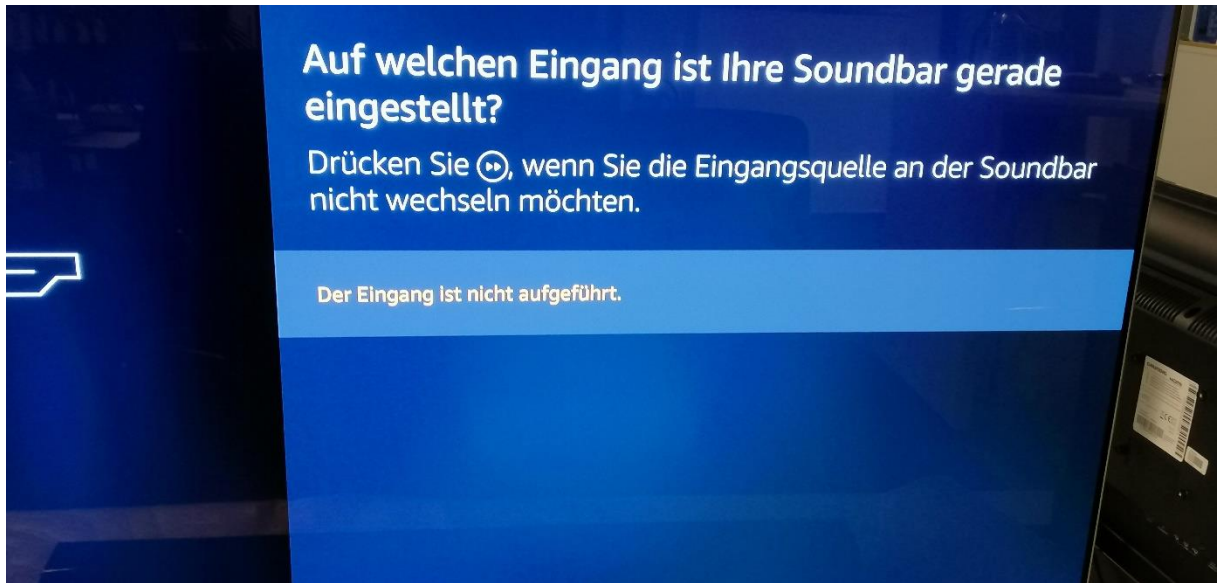 Auf welchen Eingang ist Ihre Soundbar gerade
eingestellt?
Drücken Sie , wenn Sie die Eingangsquelle an der Soundbar
nicht wechseln möchten.
Der Eingang ist nicht aufgeführt.